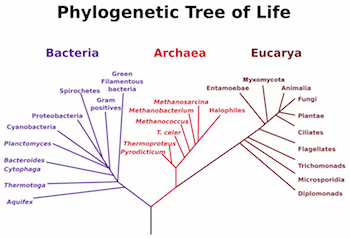 Phylogenetic Tree of Life
Bacteria
Archaea
Eucarya
Green
Filamentous
bacteria
Spirochetes
Gram
positives
Proteobacteria
Cyanobacteria
Planctomyces
Bacteroides
Cytophaga
Thermotoga
Aquifex
Methanosarcina
Methanobacterium
Halophiles
Methanococcus
T. celer
Thermoproteus
Pyrodicticum
Entamoebae
Myxomycota
Animalia
Fungi
Plantae
Ciliates
Flagellates
Trichomonads
Microsporidia
Diplomonads